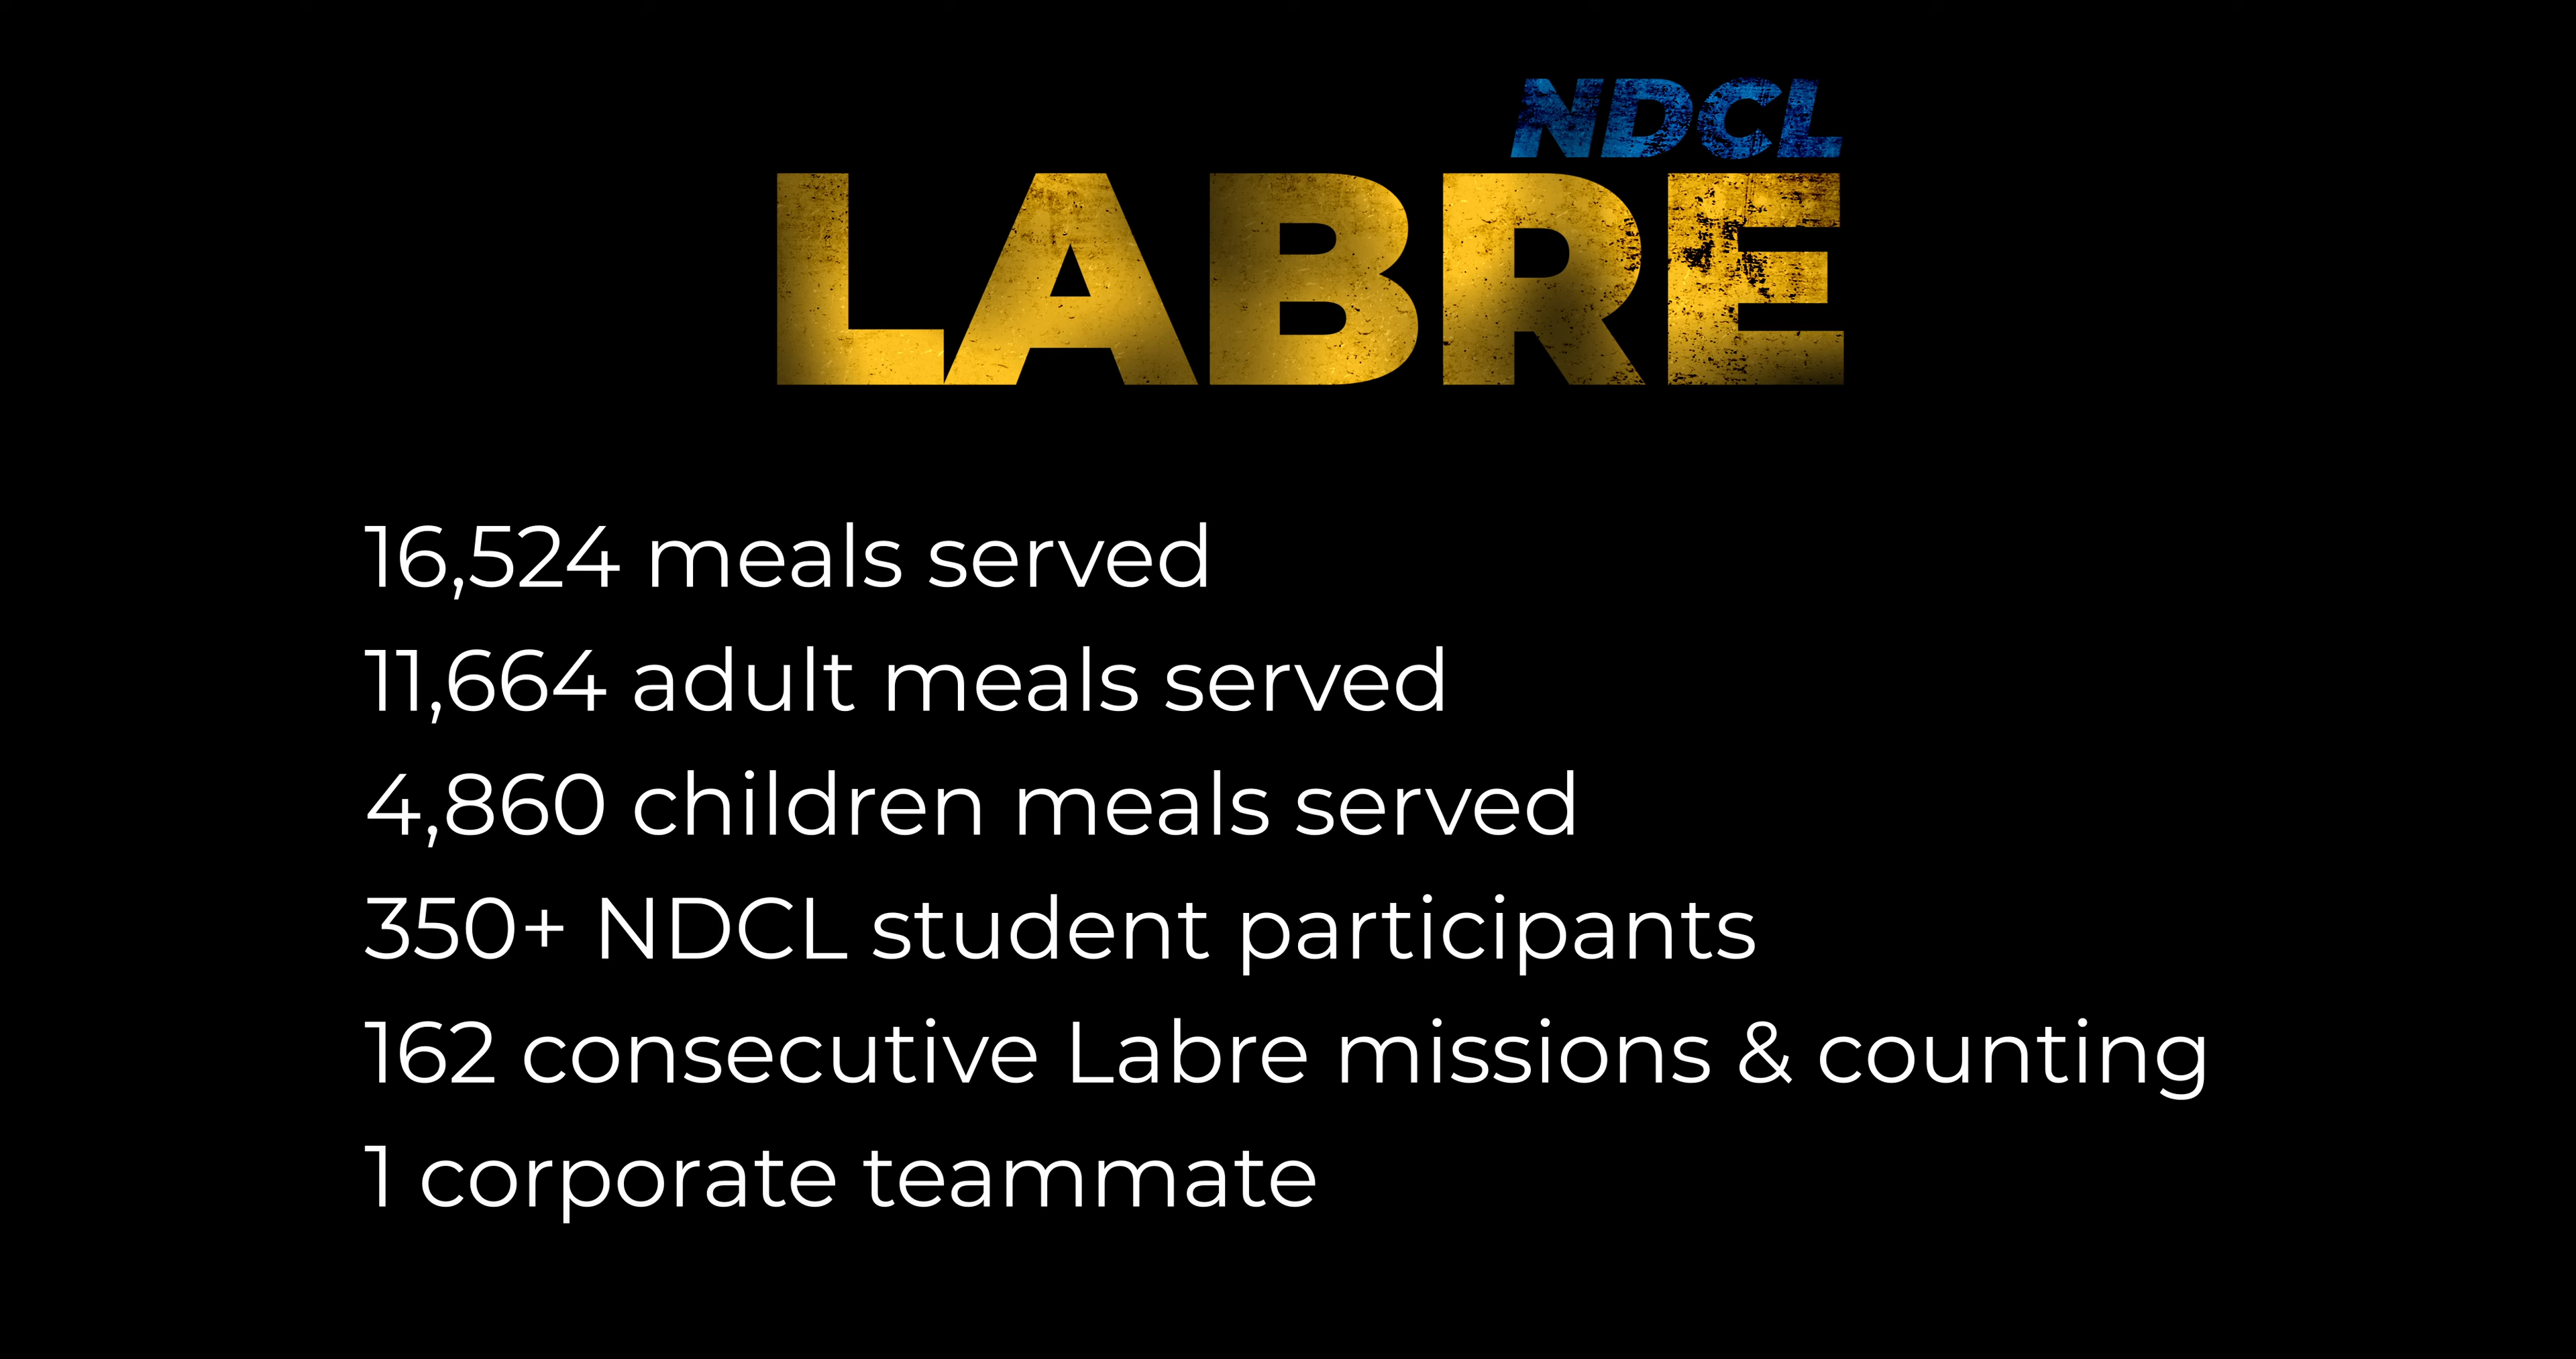 NDCL
LABRE
16,524 meals served
11,664 adult meals served
4,860 children meals served
350+ NDCL student participants
162 consecutive Labre missions & counting
1 corporate teammate